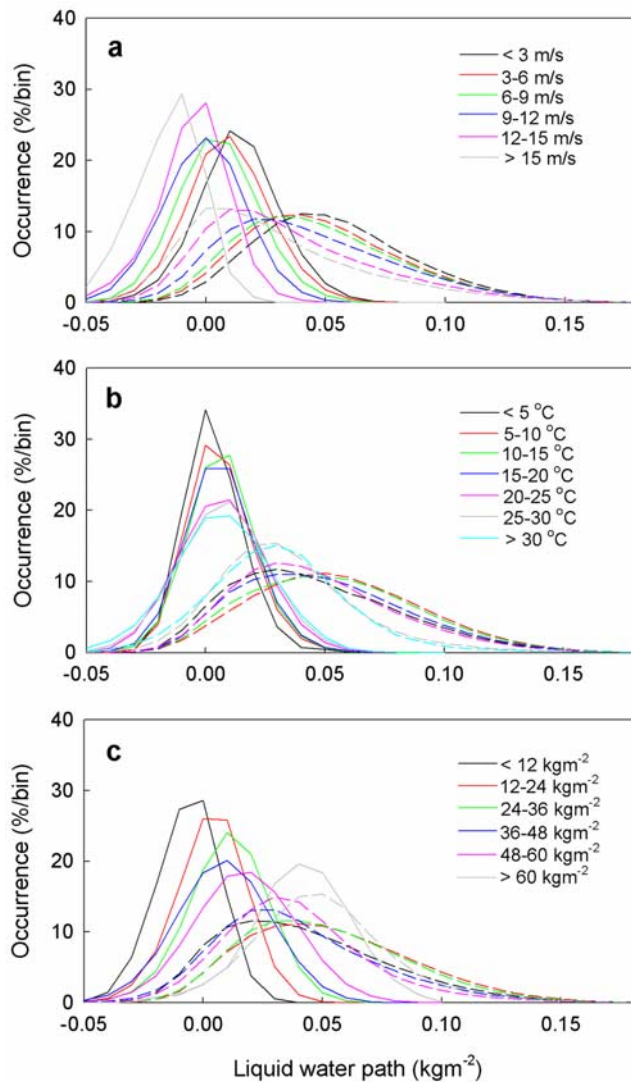 a
40
30
20
10
0
Occurrence (%/bin)
< 3 m/s
3-6 m/s
6-9 m/s
9-12 m/s
12-15 m/s
> 15 m/s
-0.05 0.00 0.05 0.10 0.15
b
40
30
20
10
0
Occurrence (%/bin)
< 5 °C
5-10 °C
10-15 °C
15-20 °C
20-25 °C
25-30 °C
> 30 °C
-0.05 0.00 0.05 0.10 0.15
c
40
30
20
10
0
Occurrence (%/bin)
< 12 kgm⁻²
12-24 kgm⁻²
24-36 kgm⁻²
36-48 kgm⁻²
48-60 kgm⁻²
> 60 kgm⁻²
-0.05 0.00 0.05 0.10 0.15
Liquid water path (kgm⁻²)